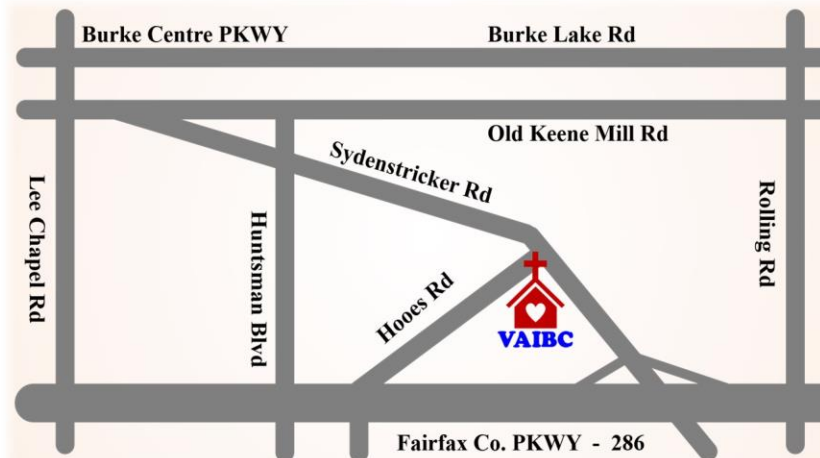 Burke Centre PKWY
Burke Lake Rd
Old Keene Mill Rd
Sydenstricker Rd
Lee Chapel Rd
Huntsman Blvd
Rolling Rd
Hooes Rd
VAIBC
Fairfax Co. PKWY - 286